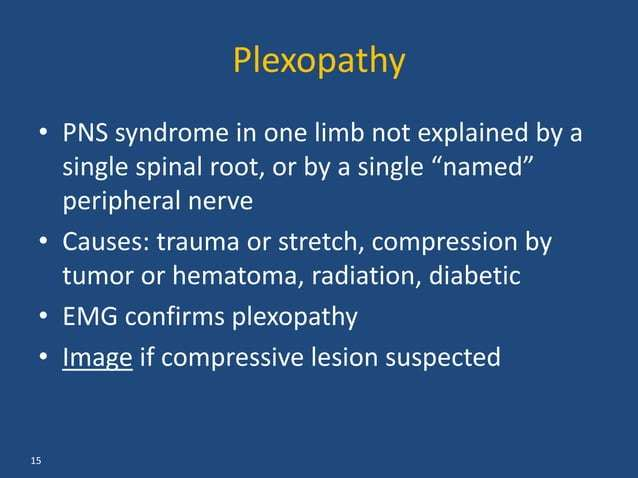 Plexopathy
• PNS syndrome in one limb not explained by a
single spinal root, or by a single “named”
peripheral nerve
• Causes: trauma or stretch, compression by
tumor or hematoma, radiation, diabetic
• EMG confirms plexopathy
• Image if compressive lesion suspected
15